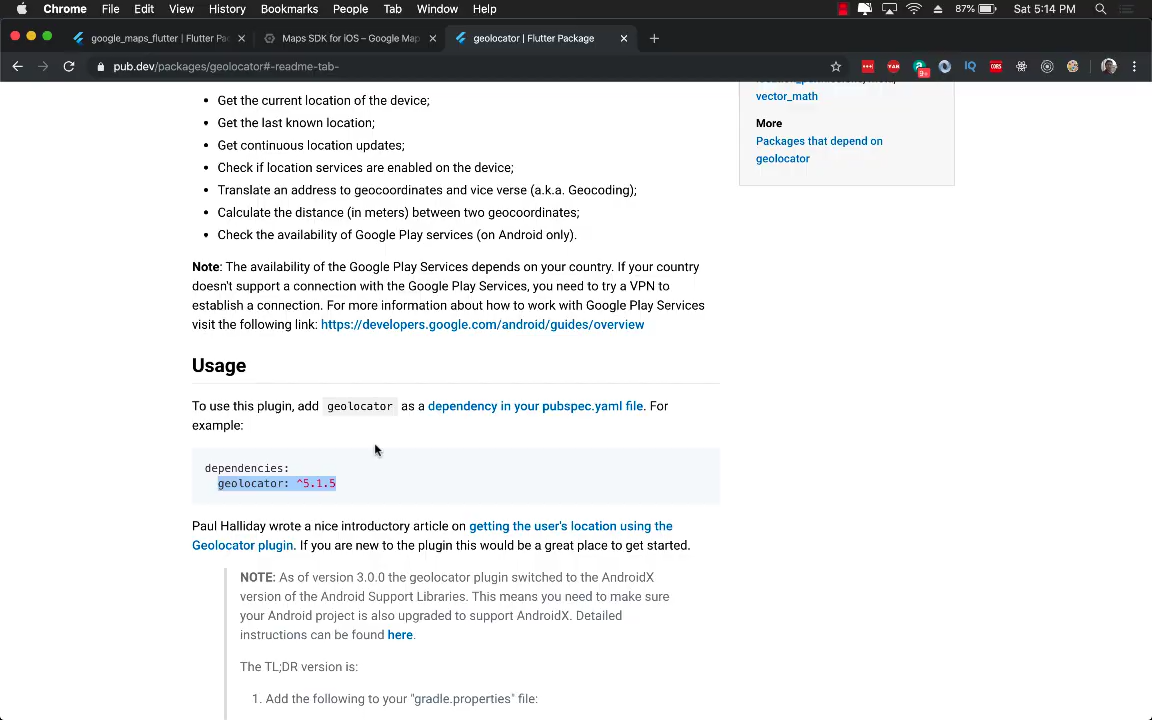 Chrome File Edit View History Bookmarks People Tab Window Help 87% Sat 5:14 PM
google_maps_flutter | Flutter Pac Maps SDK for iOS – Google Map geolocator | Flutter Package
pub.dev/packages/geolocator#-readme-tab-
vector_math
More
Packages that depend on
geolocator
• Get the current location of the device;
• Get the last known location;
• Get continuous location updates;
• Check if location services are enabled on the device;
• Translate an address to geocoordinates and vice verse (a.k.a. Geocoding);
• Calculate the distance (in meters) between two geocoordinates;
• Check the availability of Google Play services (on Android only).
Note: The availability of the Google Play Services depends on your country. If your country
doesn't support a connection with the Google Play Services, you need to try a VPN to
establish a connection. For more information about how to work with Google Play Services
visit the following link: https://developers.google.com/android/guides/overview
Usage
To use this plugin, add geolocator as a dependency in your pubspec.yaml file. For
example:
dependencies:
geolocator: ^5.1.5
Paul Halliday wrote a nice introductory article on getting the user's location using the
Geolocator plugin. If you are new to the plugin this would be a great place to get started.
NOTE: As of version 3.0.0 the geolocator plugin switched to the AndroidX
version of the Android Support Libraries. This means you need to make sure
your Android project is also upgraded to support AndroidX. Detailed
instructions can be found here.
The TL;DR version is:
1. Add the following to your "gradle.properties" file: